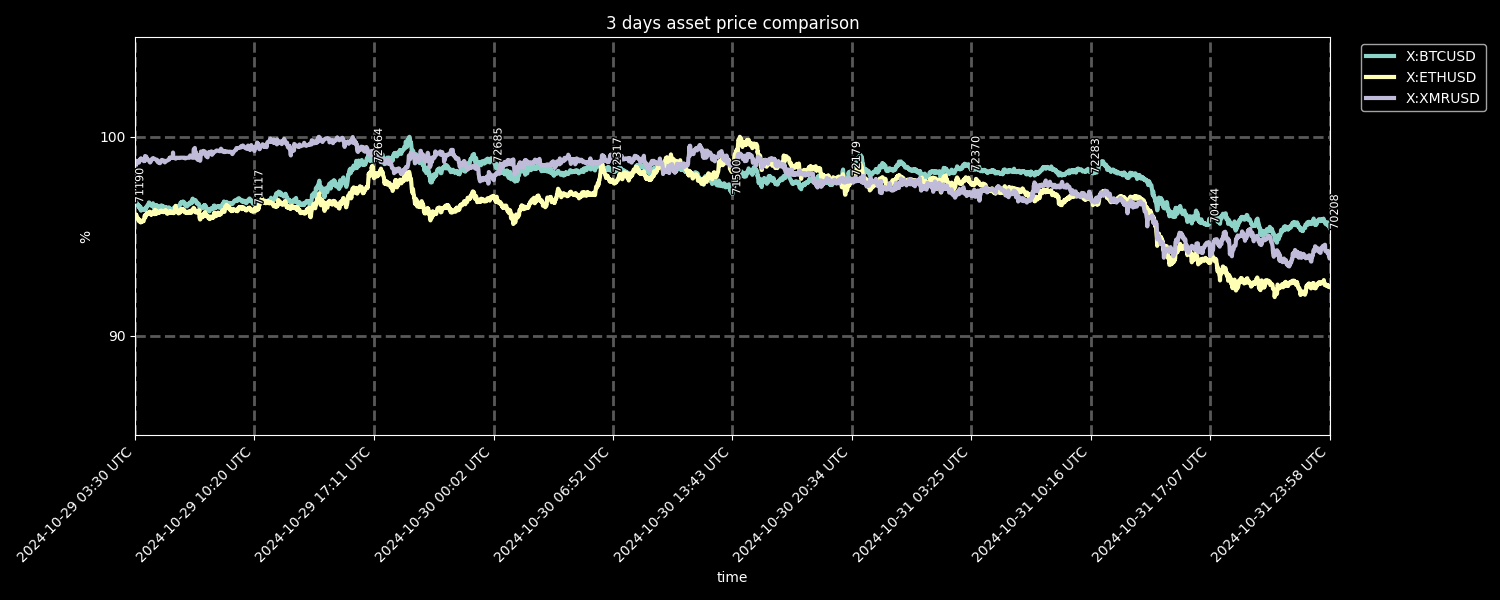 3 days asset price comparison
X:BTCUSD
X:ETHUSD
X:XMRUSD
100
90
%
71190
71117
72664
72685
72317
71500
72179
72370
72283
70444
70208
2024-10-29 03:30 UTC
2024-10-29 10:20 UTC
2024-10-29 17:11 UTC
2024-10-30 00:02 UTC
2024-10-30 06:52 UTC
2024-10-30 13:43 UTC
2024-10-30 20:34 UTC
2024-10-31 03:25 UTC
2024-10-31 10:16 UTC
2024-10-31 17:07 UTC
2024-10-31 23:58 UTC
time